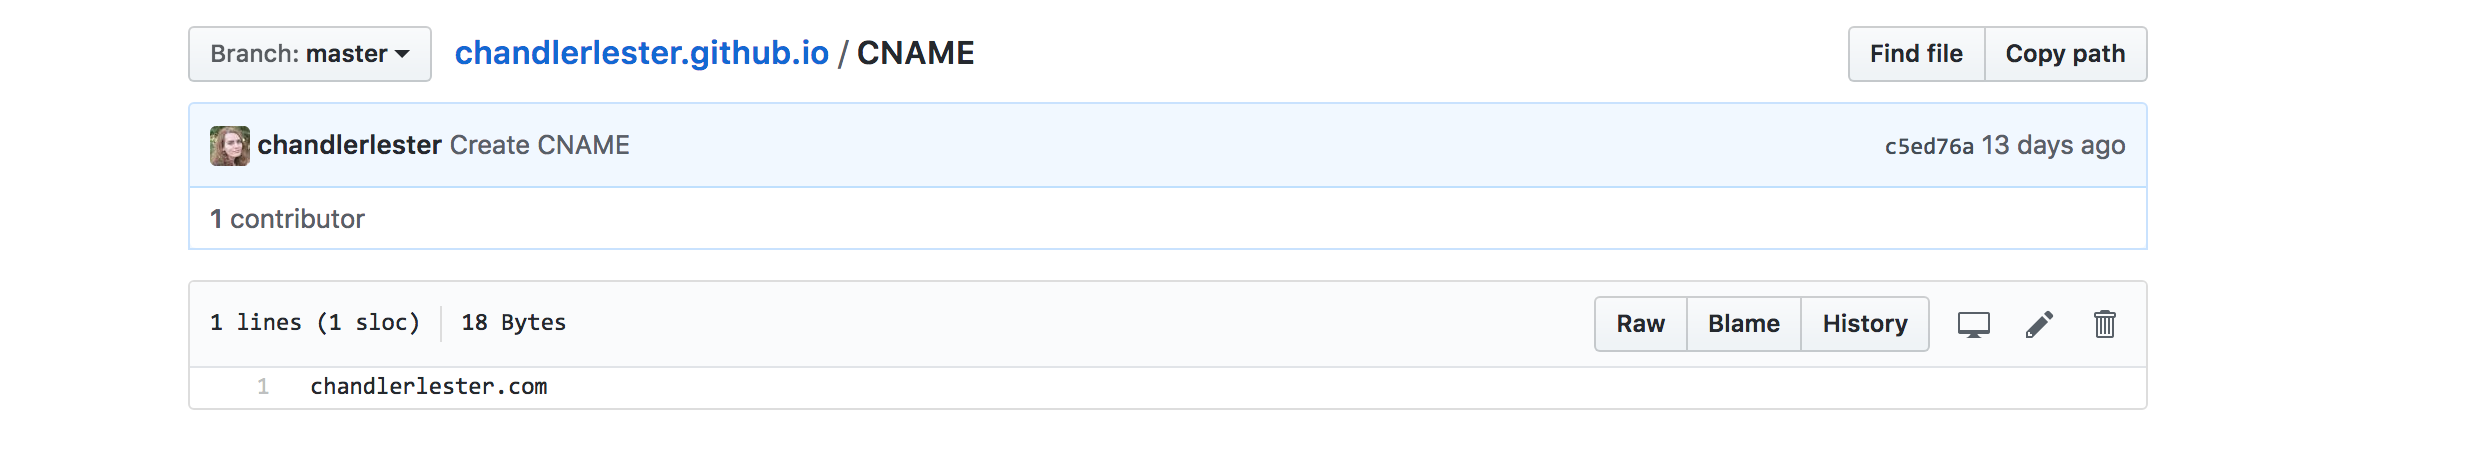 Branch: master chandlerlester.github.io / CNAME Find file Copy path
chandlerlester Create CNAME c5ed76a 13 days ago
1 contributor
1 lines (1 sloc) 18 Bytes Raw Blame History
1 chandlerlester.com